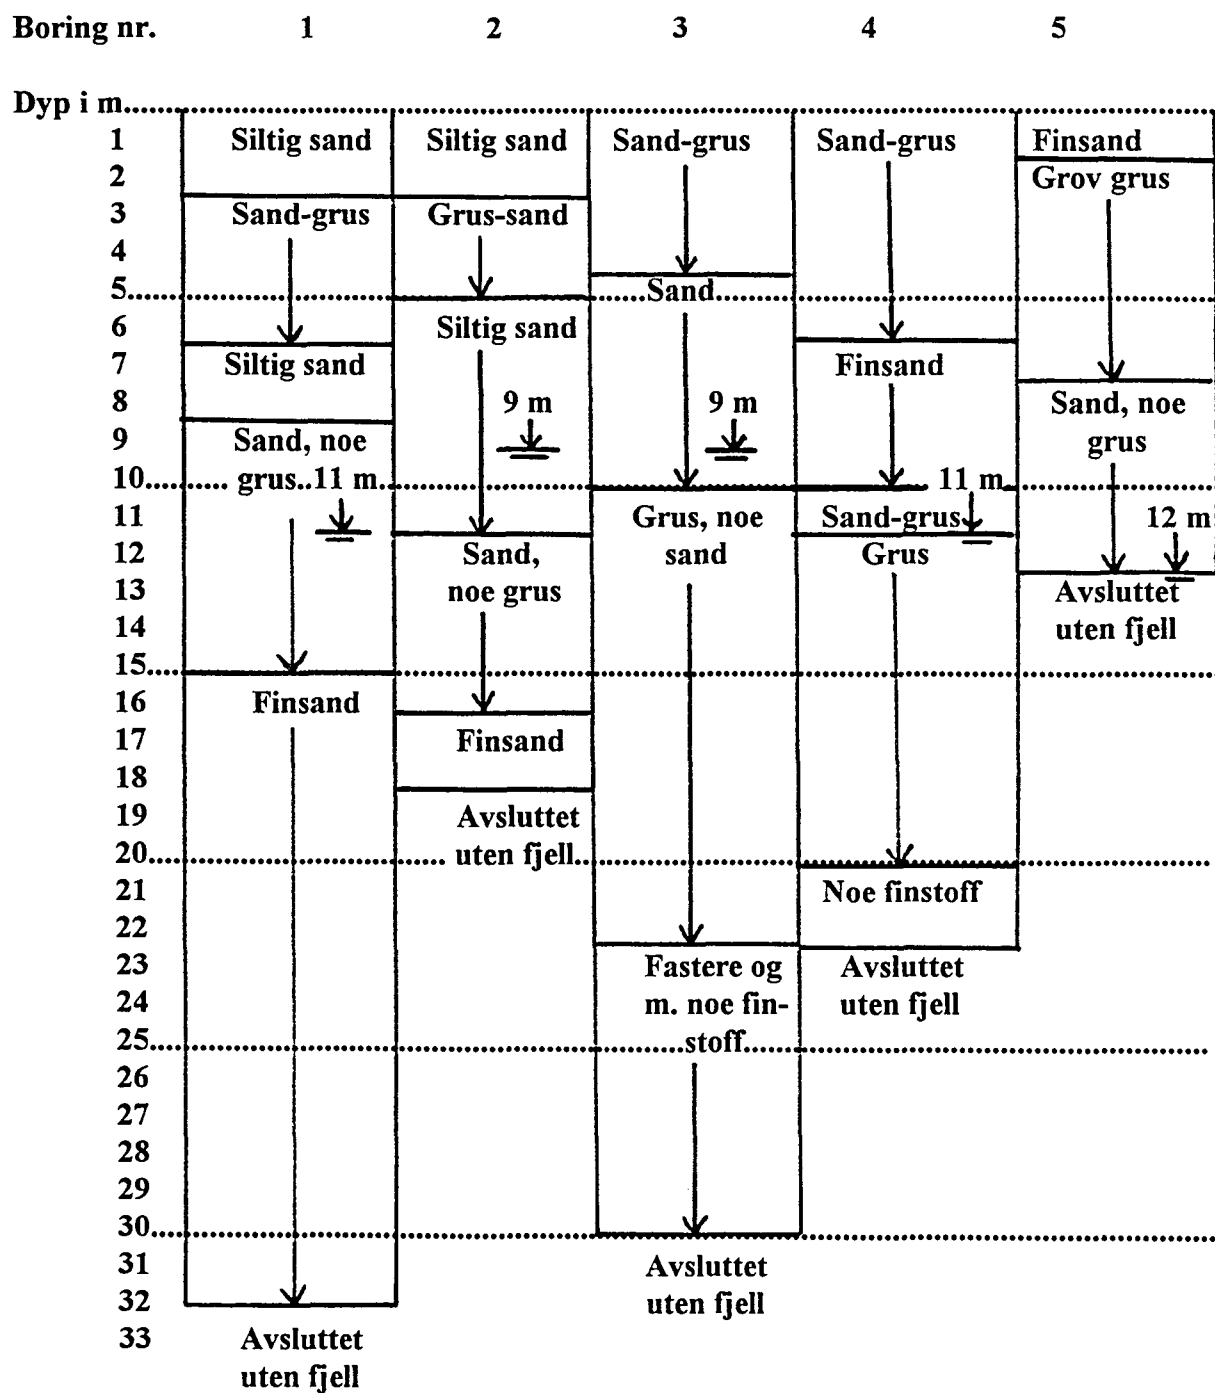 Boring nr. 1 2 3 4 5
Dyp i m
1 Siltig sand Siltig sand Sand-grus Sand-grus Finsand
2 Grov grus
3 Sand-grus Grus-sand
4
5 Sand
6 Siltig sand
7 Siltig sand Finsand
8 9 m 9 m Sand, noe
9 Sand, noe grus
10 grus 11 m 11 m
11 Grus, noe Sand-grus 12 m
12 Sand, sand Grus
13 noe grus Avsluttet
14 uten fjell
15
16 Finsand
17 Finsand
18
19 Avsluttet
20 uten fjell
21 Noe finstoff
22
23 Fastere og Avsluttet
24 m. noe fin- uten fjell
25 stoff
26
27
28
29
30
31 Avsluttet
32 uten fjell
33 Avsluttet
uten fjell